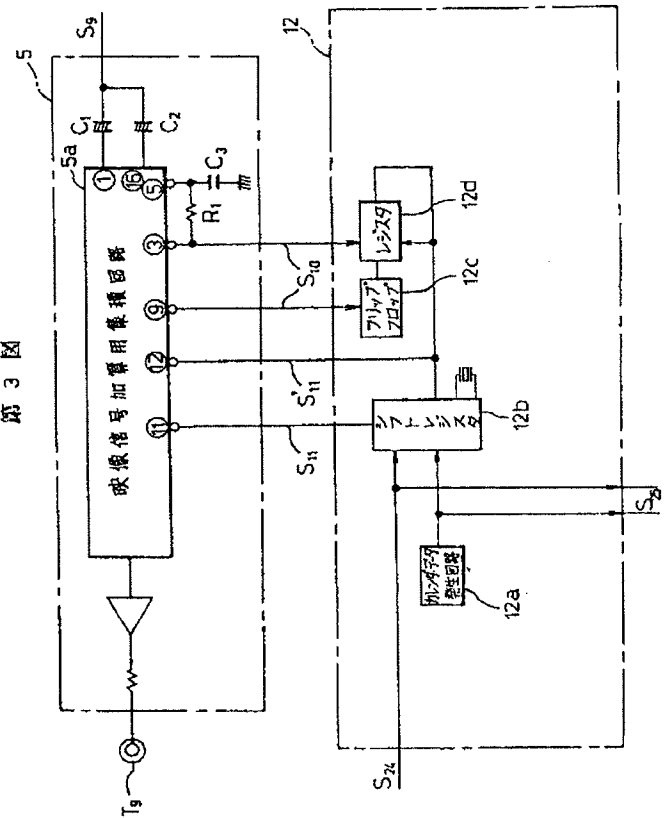 第 3 図
5
S9
C1
C2
5a
①
⑯
⑤
C3
R1
③
⑨
⑫
⑪
映像信号加算用集積回路
T9
S10
S'11
S11
12
レジスタ
12d
フリップ
フロップ
12c
シフトレジスタ
12b
カレンダデータ
発生回路
12a
S24
S25